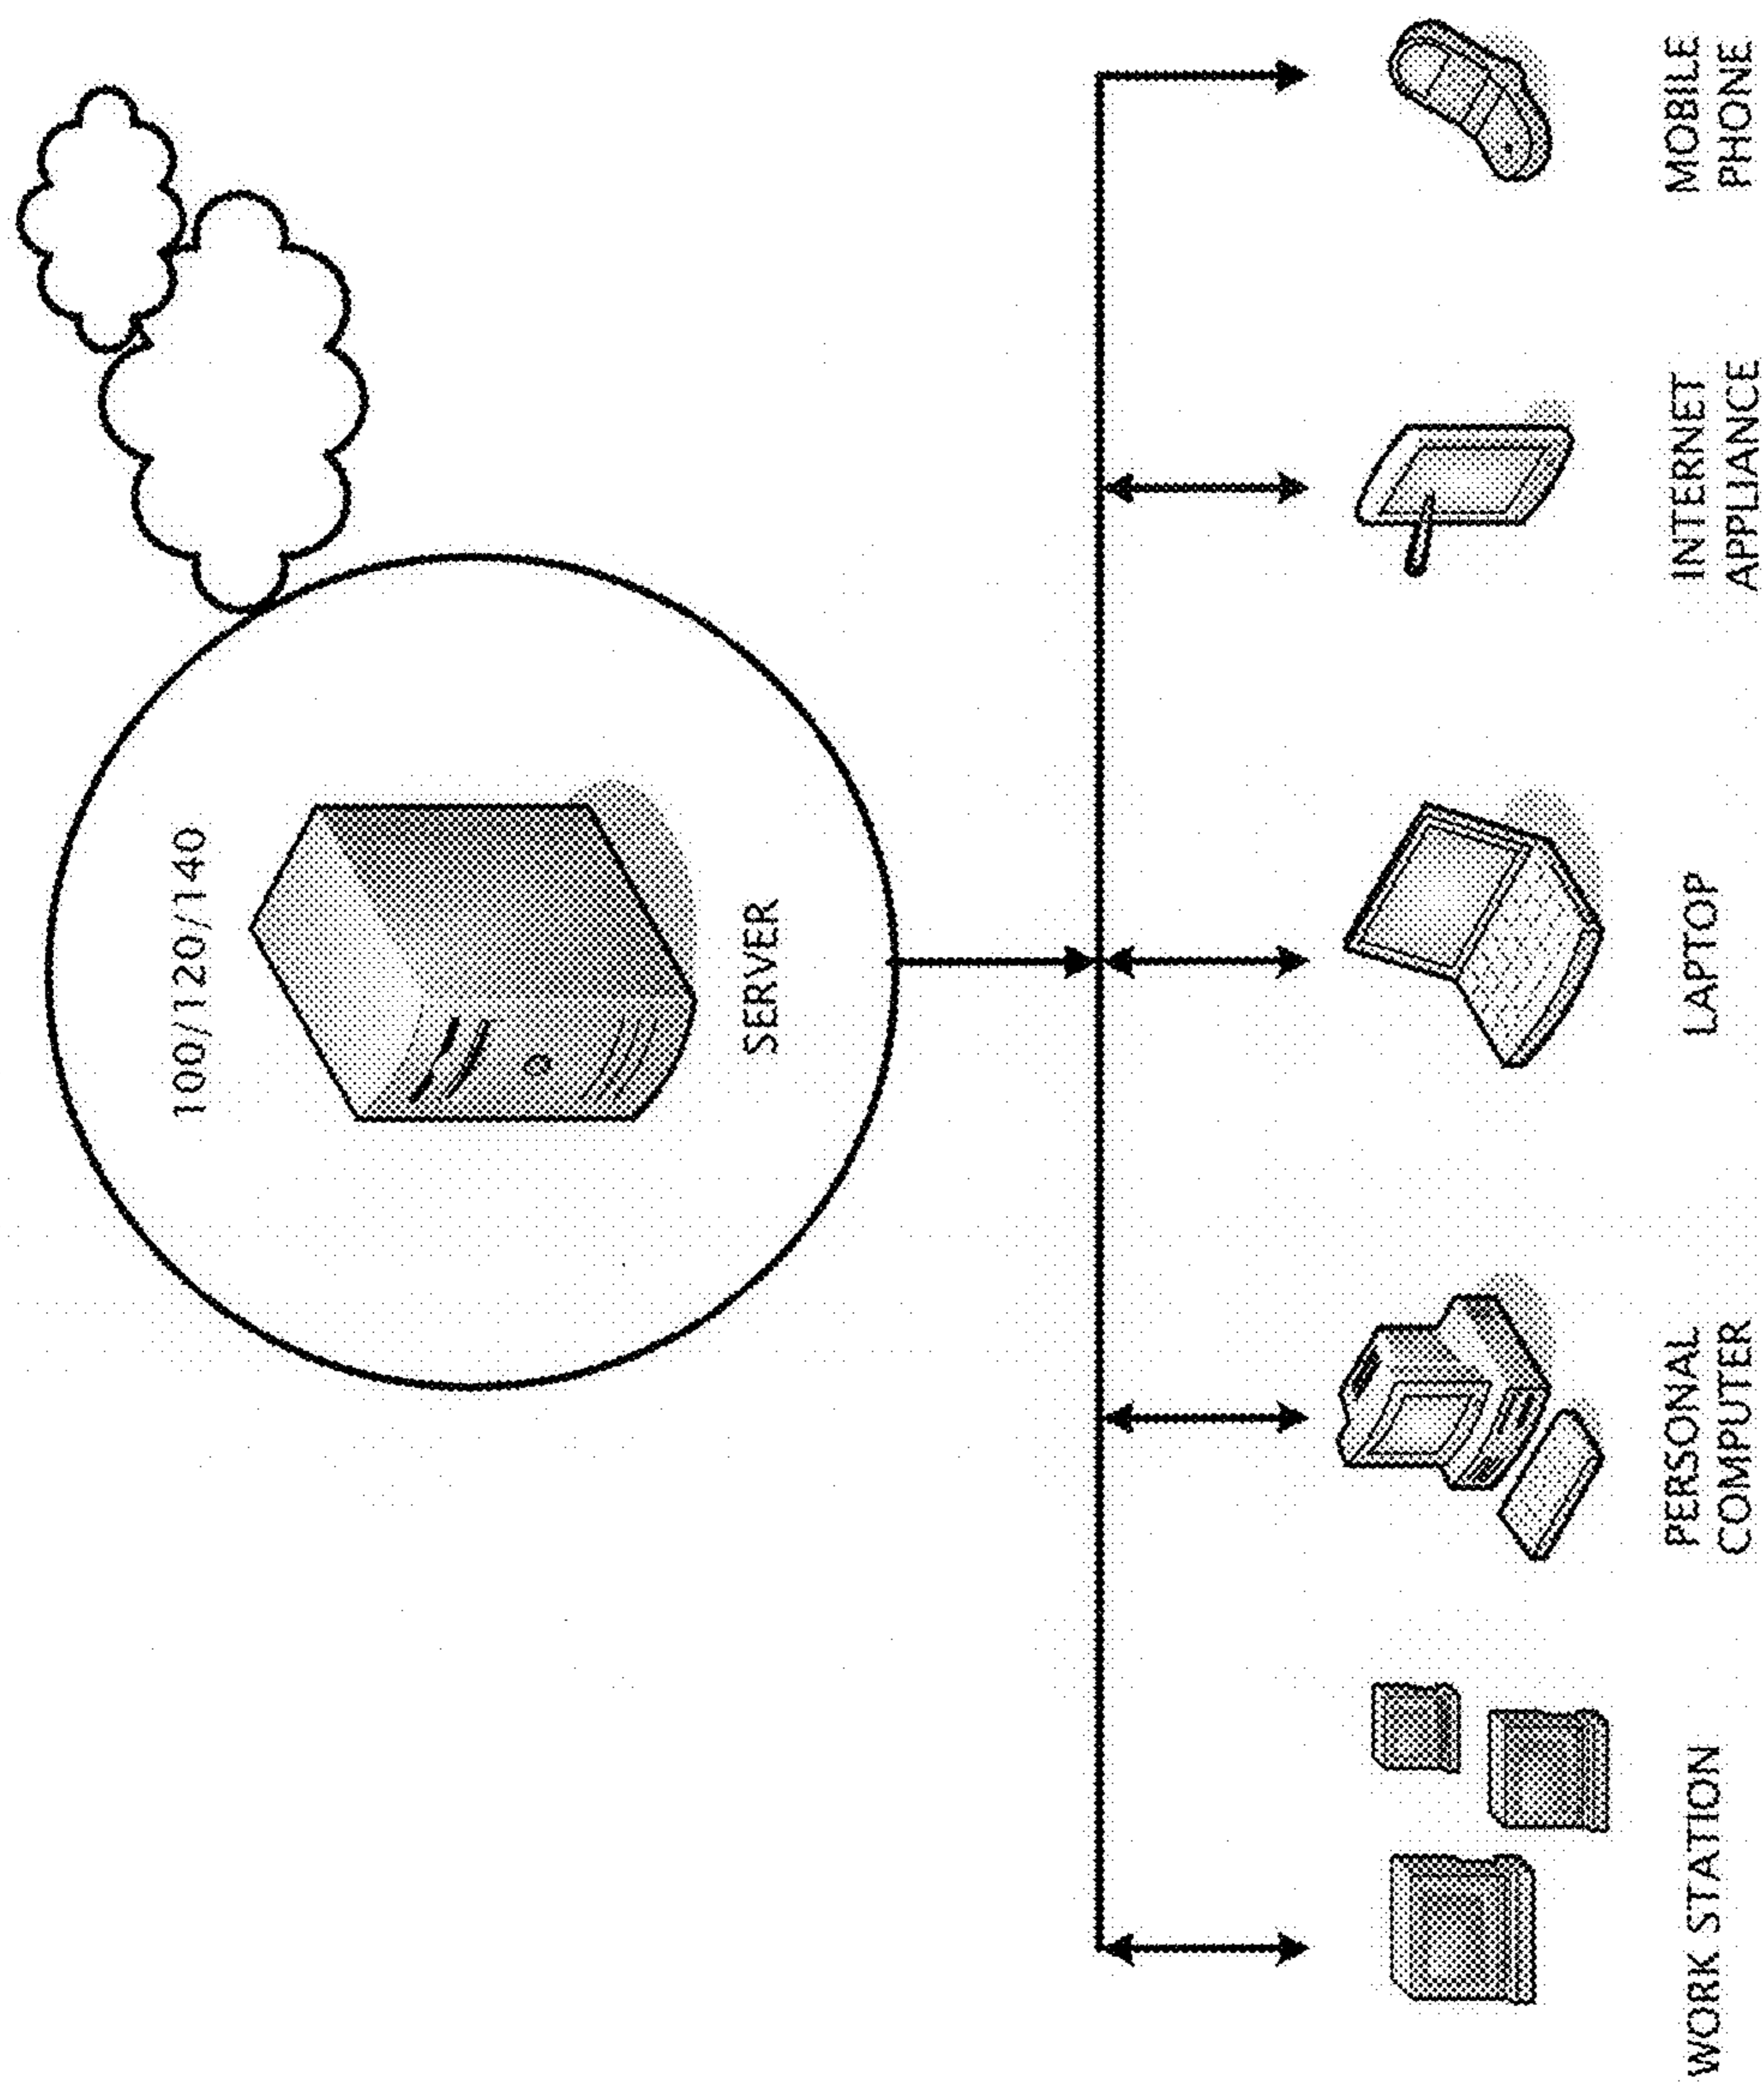 100/120/140
SERVER
WORK STATION
PERSONAL
COMPUTER
LAPTOP
INTERNET
APPLIANCE
MOBILE
PHONE